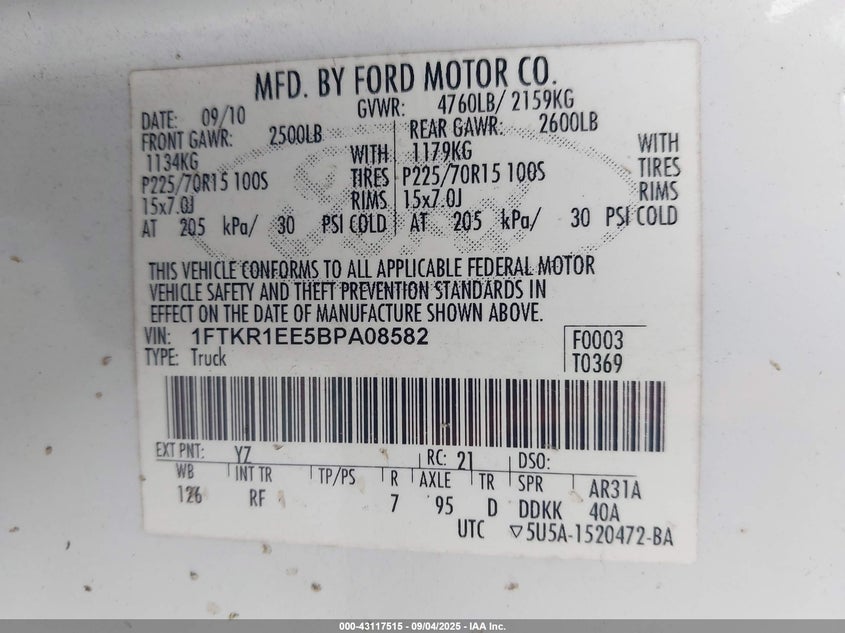 MFD. BY FORD MOTOR CO.
DATE: 09/10 GVWR: 4760LB/ 2159KG
FRONT GAWR: 2500LB REAR GAWR: 2600LB
1134KG WITH 1179KG WITH
P225/70R15 100S TIRES P225/70R15 100S TIRES
15x7.0J RIMS 15x7.0J RIMS
AT 205 kPa/ 30 PSI COLD AT 205 kPa/ 30 PSI COLD
THIS VEHICLE CONFORMS TO ALL APPLICABLE FEDERAL MOTOR
VEHICLE SAFETY AND THEFT PREVENTION STANDARDS IN
EFFECT ON THE DATE OF MANUFACTURE SHOWN ABOVE.
VIN: 1FTKR1EE5BPA08582 F0003
TYPE: Truck T0369
EXT PNT: YZ RC: 21 DSO:
WB INT TR TP/PS R AXLE TR SPR AR31A
126 RF 7 95 D DDKK 40A
UTC ▽5U5A-1520472-BA
000-43117515 - 09/04/2025 - IAA Inc.